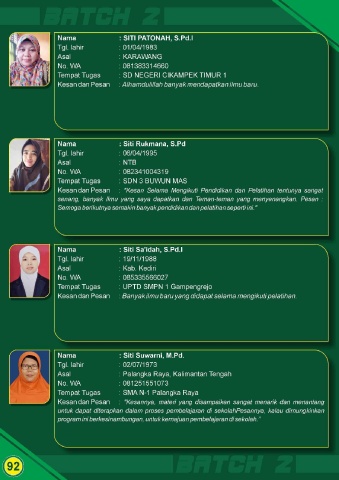 BATCH 2
Nama : SITI PATONAH, S.Pd.I
Tgl. lahir : 01/04/1983
Asal : KARAWANG
No. WA : 081383314660
Tempat Tugas : SD NEGERI CIKAMPEK TIMUR 1
Kesan dan Pesan : Alhamdulillah banyak mendapatkan ilmu baru.
Nama : Siti Rukmana, S.Pd
Tgl. lahir : 06/04/1995
Asal : NTB
No. WA : 082341004319
Tempat Tugas : SDN 3 BUWUN MAS
Kesan dan Pesan : "Kesan Selama Mengikuti Pendidikan dan Pelatihan tentunya sangat
senang, banyak Ilmu yang saya dapatkan dan Teman-teman yang menyenangkan. Pesan :
Semoga berikutnya semakin banyak pendidikan dan pelatihan seperti ini."
Nama : Siti Sa'idah, S.Pd.I
Tgl. lahir : 19/11/1988
Asal : Kab. Kediri
No. WA : 085335566027
Tempat Tugas : UPTD SMPN 1 Gampengrejo
Kesan dan Pesan : Banyak ilmu baru yang didapat selama mengikuti pelatihan.
Nama : Siti Suwarni, M.Pd.
Tgl. lahir : 02/07/1973
Asal : Palangka Raya, Kalimantan Tengah
No. WA : 081251551073
Tempat Tugas : SMA N-1 Palangka Raya
Kesan dan Pesan : "Kesannya, materi yang disampaikan sangat menarik dan menantang
untuk dapat diterapkan dalam proses pembelajaran di sekolahPesannya, kalau dimungkinkan
program ini berkesinambungan, untuk kemajuan pembelajaran di sekolah."
92
BATCH 2